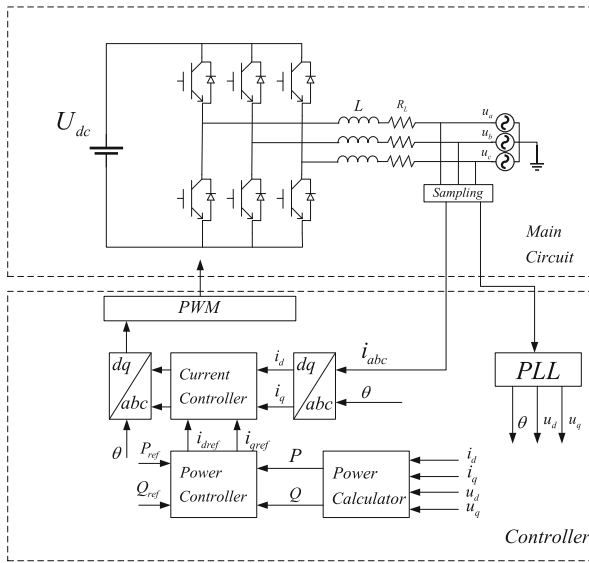 L
R_L
u_a
U_dc
u_b
u_c
Sampling
Main
Circuit
PWM
dq
abc
Current
Controller
i_d
i_q
dq
abc
i_abc
θ
PLL
θ
u_d
u_q
θ
i_dref
i_qref
P_ref
Q_ref
Power
Controller
P
Q
Power
Calculator
i_d
i_q
u_d
u_q
Controller